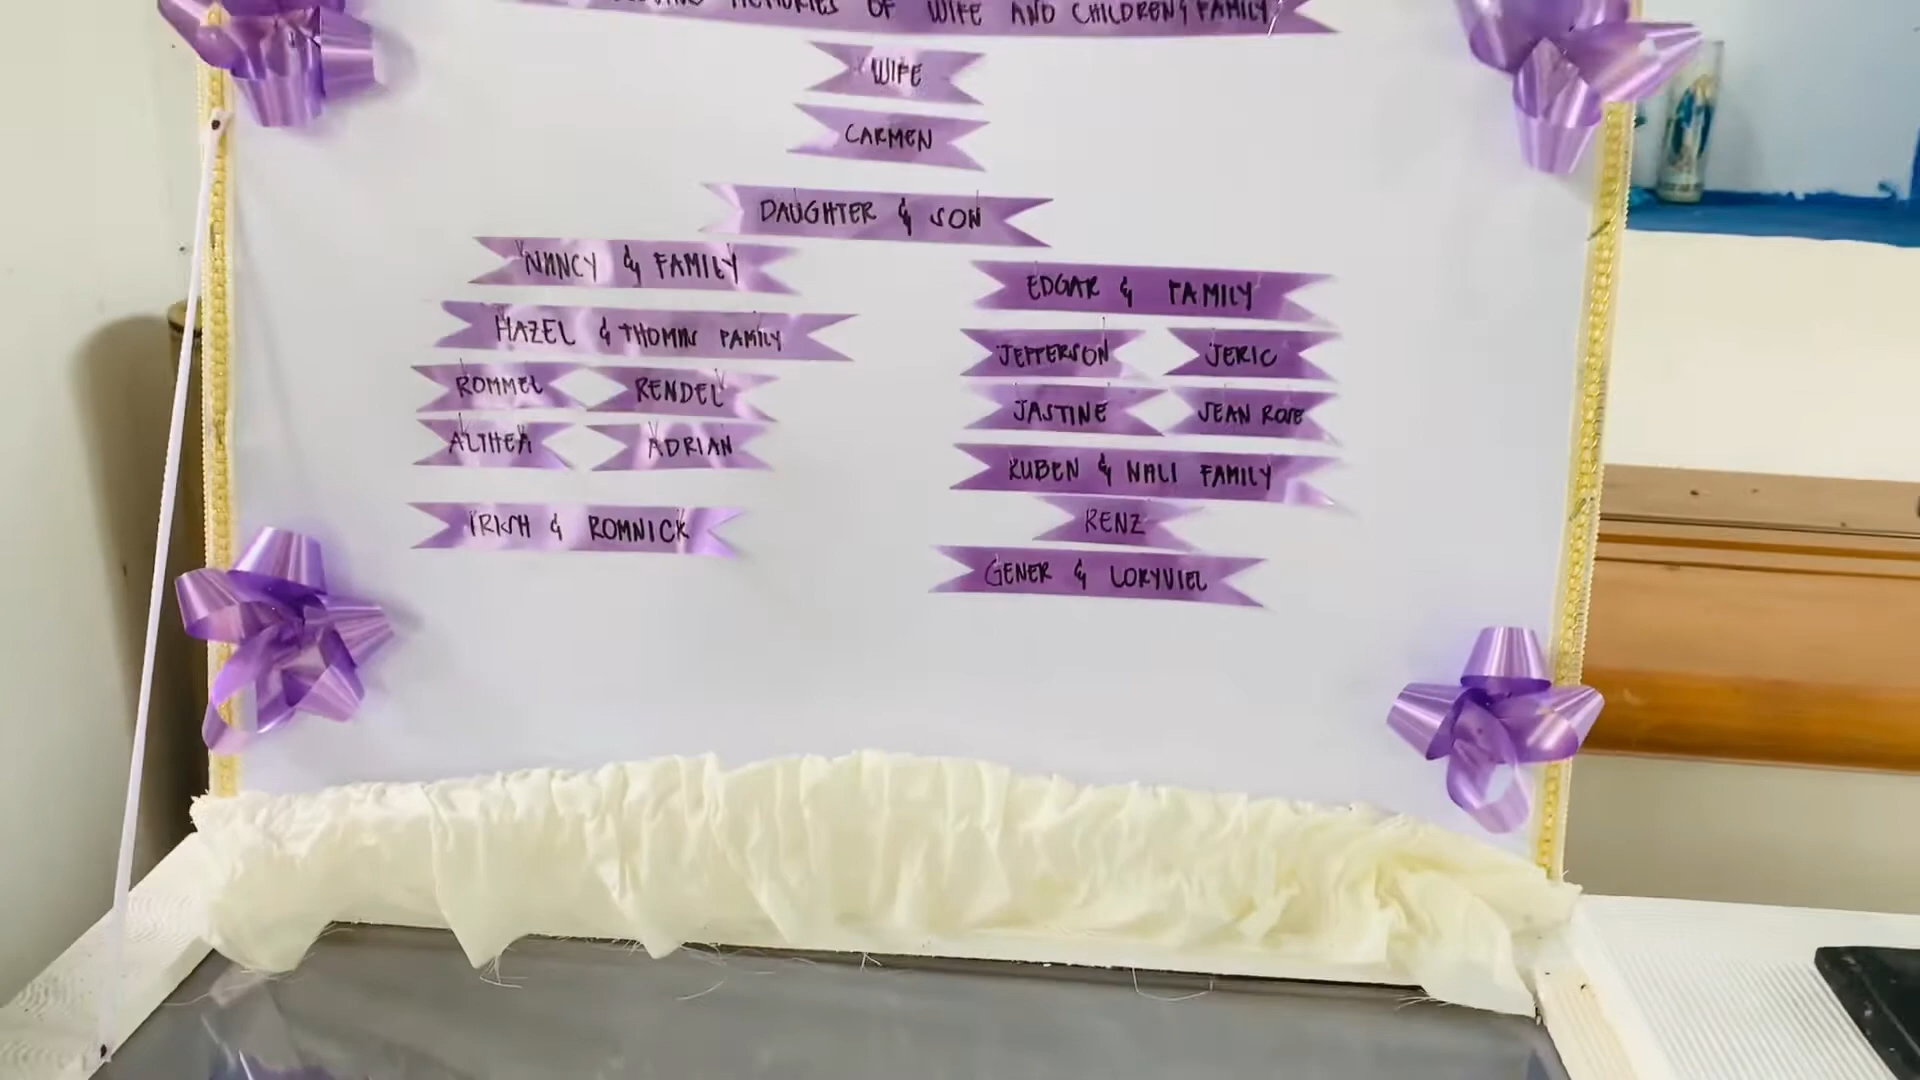 MEMORIES OF WIFE AND CHILDREN & FAMILY
WIFE
CARMEN
DAUGHTER & SON
NANCY & FAMILY
HAZEL & THOMAS FAMILY
ROMMEL RENDEL
ALTHEA ADRIAN
IRISH & ROMNICK
EDGAR & FAMILY
JEFFERSON JERIC
JASTINE JEAN ROSE
RUBEN & NALI FAMILY
RENZ
GENER & LORYVIEL